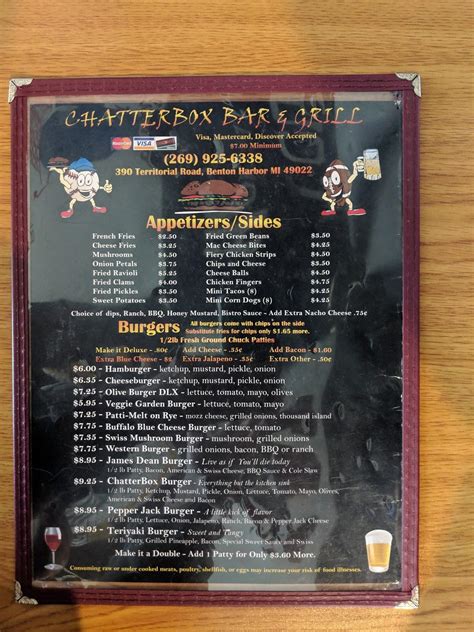 CHATTERBOX BAR & GRILL
MasterCard VISA
Visa, Mastercard, Discover Accepted
$7.00 Minimum
(269) 925-6338
390 Territorial Road, Benton Harbor MI 49022
Appetizers/Sides
French Fries $2.50 Fried Green Beans $3.50
Cheese Fries $3.25 Mac Cheese Bites $4.25
Mushrooms $4.50 Fiery Chicken Strips $4.25
Onion Petals $3.75 Chips and Cheese $3.50
Fried Ravioli $5.25 Cheese Balls $4.50
Fried Clams $4.00 Chicken Fingers $4.75
Fried Pickles $3.50 Mini Tacos (8) $4.25
Sweet Potatoes $3.50 Mini Corn Dogs (8) $4.25
Choice of dips, Ranch, BBQ, Honey Mustard, Bistro Sauce - Add Extra Nacho Cheese .75¢
Burgers All burgers come with chips on the side
Substitute fries for chips only $1.65 more.
1/2lb Fresh Ground Chuck Patties
Make it Deluxe - .80¢ Add Cheese - .35¢ Add Bacon - $1.60
Extra Blue Cheese - $2 Extra Jalapeno - .35¢ Extra Other - .50¢
$6.00 - Hamburger - ketchup, mustard, pickle, onion
$6.35 - Cheeseburger - ketchup, mustard, pickle, onion
$7.25 - Olive Burger DLX - lettuce, tomato, mayo, olives
$5.95 - Veggie Garden Burger - lettuce, tomato, mayo
$7.25 - Patti-Melt on Rye - mozz cheese, grilled onions, thousand island
$7.75 - Buffalo Blue Cheese Burger - lettuce, tomato
$7.35 - Swiss Mushroom Burger - mushroom, grilled onions
$7.75 - Western Burger - grilled onions, bacon, BBQ or ranch
$8.95 - James Dean Burger - Live as if You'll die today
1/2 lb Patty, Bacon, American & Swiss Cheese, BBQ Sauce & Cole Slaw
$9.25 - ChatterBox Burger - Everything but the kitchen sink
1/2 lb Patty, Ketchup, Mustard, Pickle, Onion, Lettuce, Tomato, Mayo, Olives,
American & Swiss Cheese and Bacon
$8.95 - Pepper Jack Burger - A little kick of flavor
1/2 lb Patty, Lettuce, Onion, Jalapeno, Ranch, Bacon & Pepper Jack Cheese
$8.95 - Teriyaki Burger - Sweet and Tangy
1/2 lb Patty, Grilled Pineapple, Bacon, Special Sweet Sauce and Swiss
Make it a Double - Add 1 Patty for Only $3.60 More.
Consuming raw or under cooked meats, poultry, shellfish, or eggs may increase your risk of food illnesses.